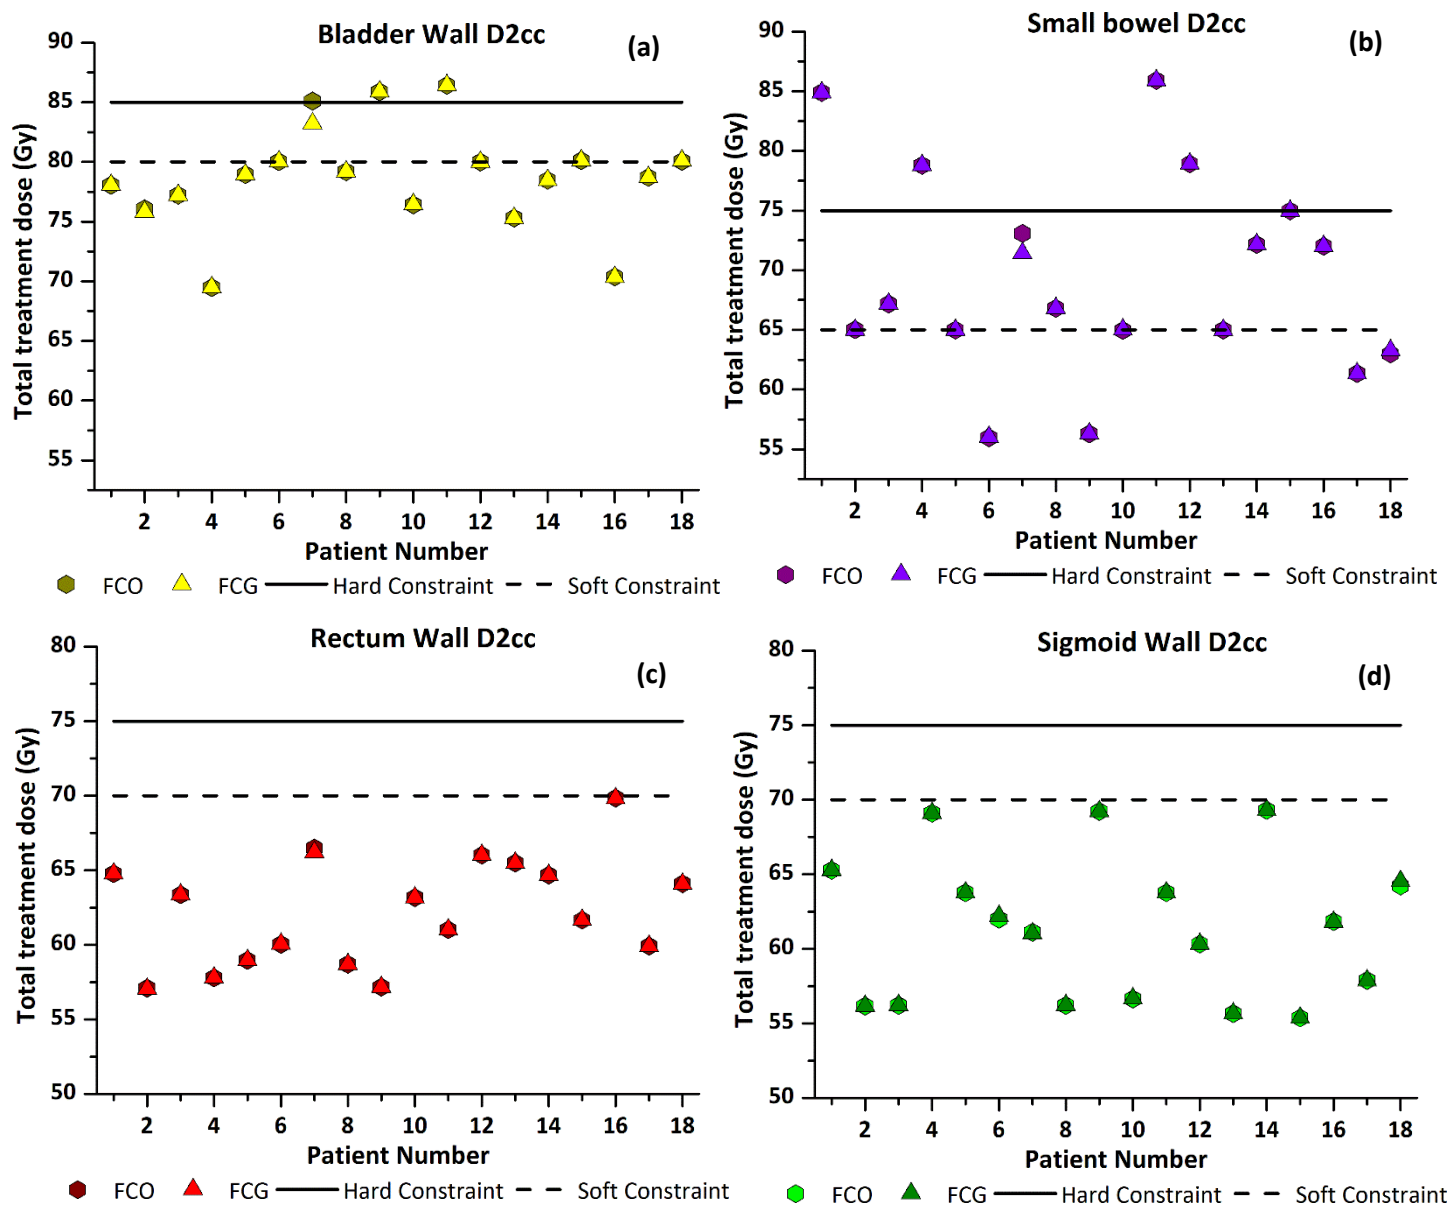 Bladder Wall D2cc
(a)
Total treatment dose (Gy)
90
85
80
75
70
65
60
55
2 4 6 8 10 12 14 16 18
Patient Number
FCO FCG Hard Constraint Soft Constraint
Small bowel D2cc
(b)
Total treatment dose (Gy)
90
85
80
75
70
65
60
55
2 4 6 8 10 12 14 16 18
Patient Number
FCO FCG Hard Constraint Soft Constraint
Rectum Wall D2cc
(c)
Total treatment dose (Gy)
80
75
70
65
60
55
50
2 4 6 8 10 12 14 16 18
Patient Number
FCO FCG Hard Constraint Soft Constraint
Sigmoid Wall D2cc
(d)
Total treatment dose (Gy)
80
75
70
65
60
55
50
2 4 6 8 10 12 14 16 18
Patient Number
FCO FCG Hard Constraint Soft Constraint